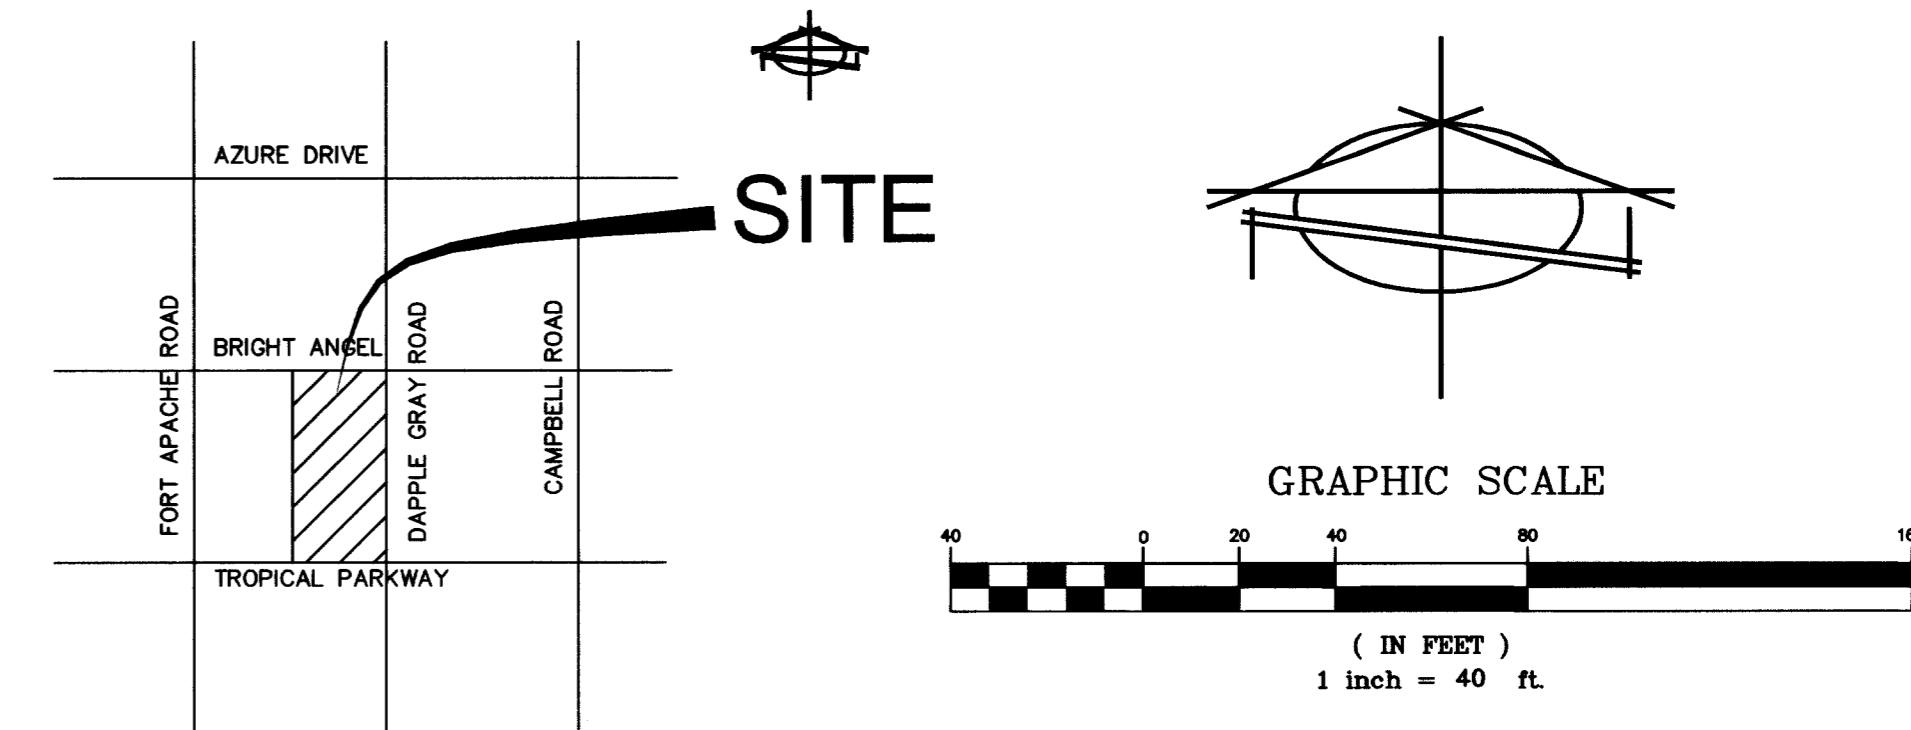 AZURE DRIVE
SITE
BRIGHT ANGEL
FORT APACHE ROAD
DAPPLE GRAY ROAD
CAMPBELL ROAD
TROPICAL PARKWAY
GRAPHIC SCALE
40 0 20 40 80
( IN FEET )
1 inch = 40 ft.